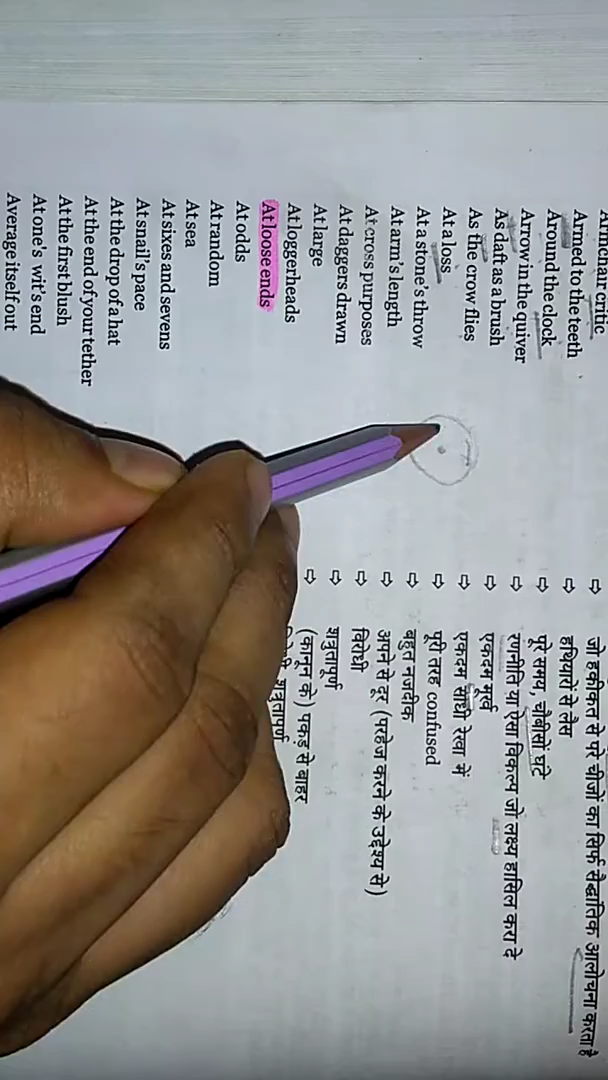 Armchair critic ⇨ जो हकीकत से परे चीजों का सिर्फ सैद्धांतिक आलोचना करता है
Armed to the teeth ⇨ हथियारों से लैस
Around the clock ⇨ पूरे समय, चौबीसों घंटे
Arrow in the quiver ⇨ रणनीति या ऐसा विकल्प जो लक्ष्य हासिल करा दे
As daft as a brush ⇨ एकदम मूर्ख
As the crow flies ⇨ एकदम सीधी रेखा में
At a loss ⇨ पूरी तरह confused
At a stone's throw ⇨ बहुत नजदीक
At arm's length ⇨ अपने से दूर (परहेज करने के उद्देश्य से)
At cross purposes ⇨ विरोधी
At daggers drawn ⇨ शत्रुतापूर्ण
At large ⇨ (कानून के) पकड़ से बाहर
At loggerheads शत्रुतापूर्ण
At loose ends
At odds
At random
At sea
At sixes and sevens
At snail's pace
At the drop of a hat
At the end of your tether
At the first blush
At one's wit's end
Average itself out